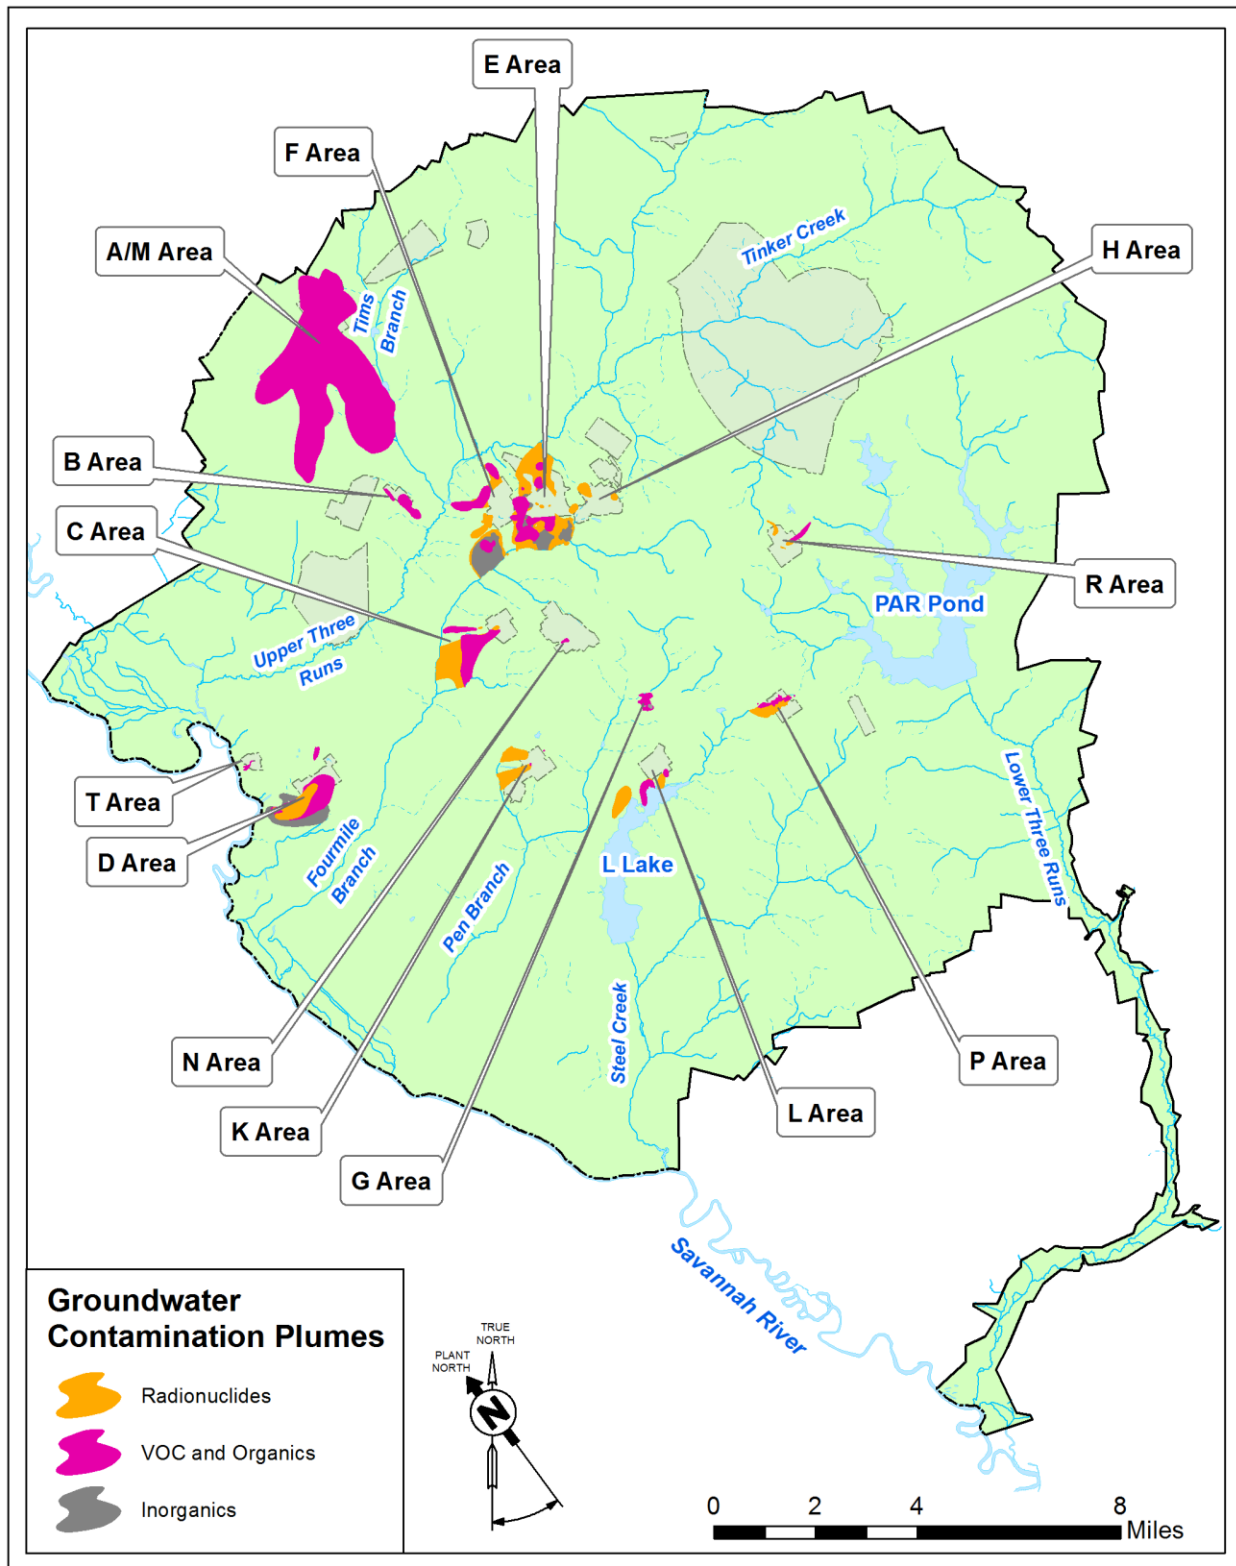 E Area
F Area
A/M Area
H Area
Tinker Creek
Tims
Branch
B Area
C Area
R Area
PAR Pond
Upper Three
Runs
T Area
D Area
Fourmile
Branch
Pen Branch
L Lake
Lower Three Runs
Steel Creek
N Area
K Area
G Area
L Area
P Area
Savannah River
Groundwater
Contamination Plumes
Radionuclides
VOC and Organics
Inorganics
TRUE
NORTH
PLANT
NORTH
N
0 2 4 8
Miles